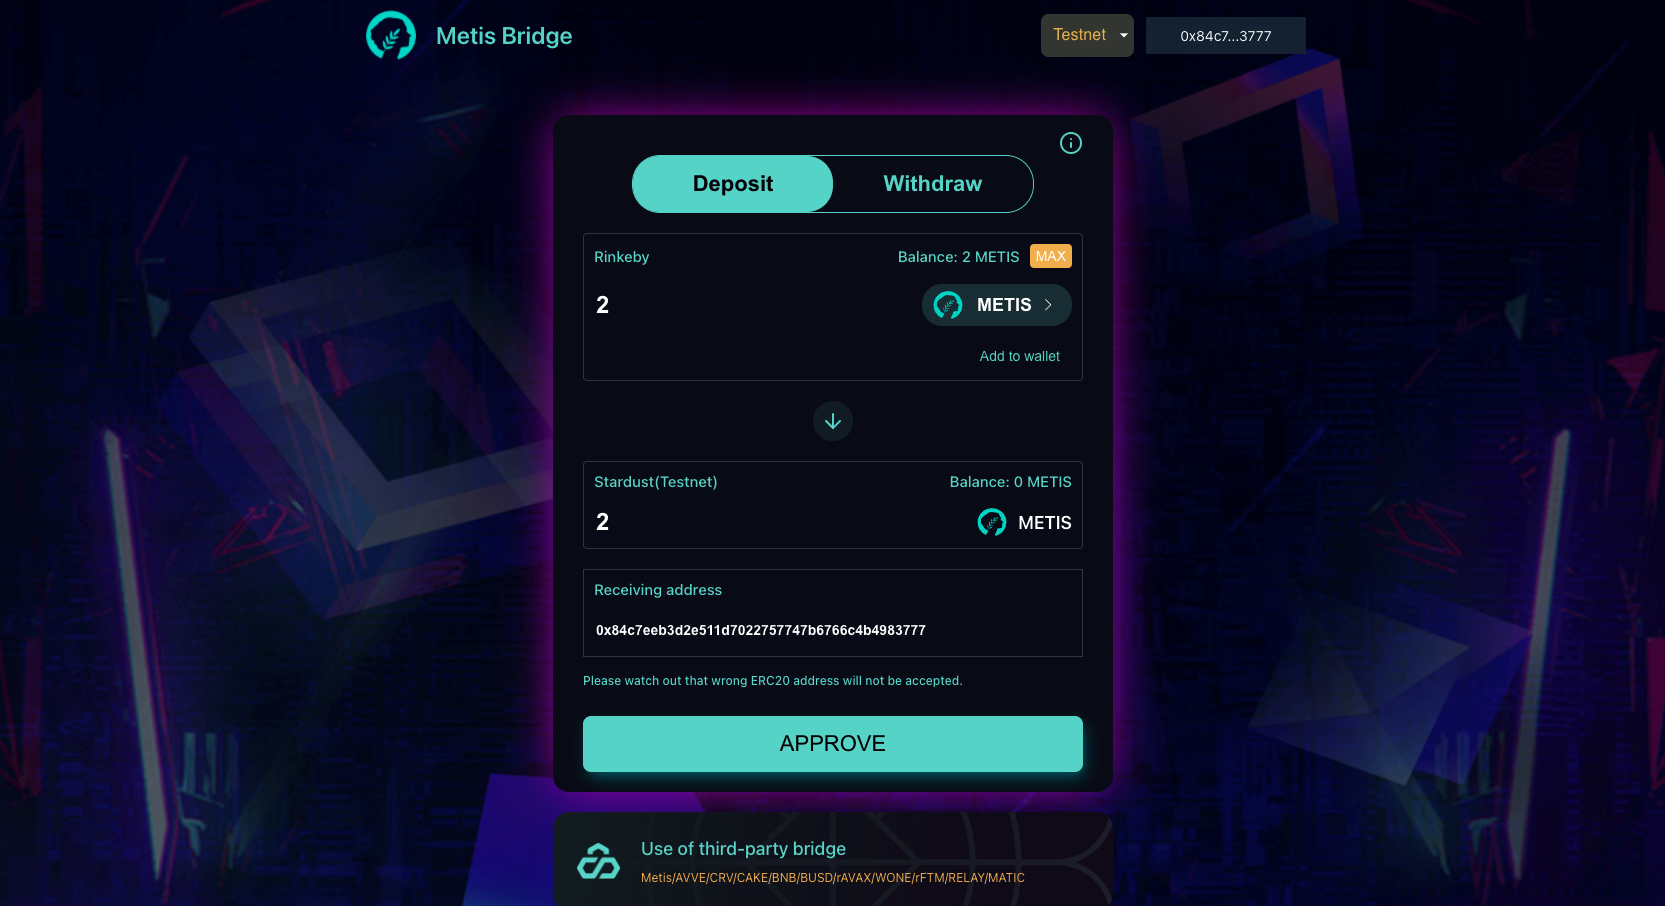 Metis Bridge
Testnet
0x84c7...3777
Deposit
Withdraw
Rinkeby
Balance: 2 METIS
MAX
2
METIS
Add to wallet
Stardust(Testnet)
Balance: 0 METIS
2
METIS
Receiving address
0x84c7eeb3d2e511d7022757747b6766c4b4983777
Please watch out that wrong ERC20 address will not be accepted.
APPROVE
Use of third-party bridge
Metis/AVVE/CRV/CAKE/BNB/BUSD/rAVAX/WONE/rFTM/RELAY/MATIC